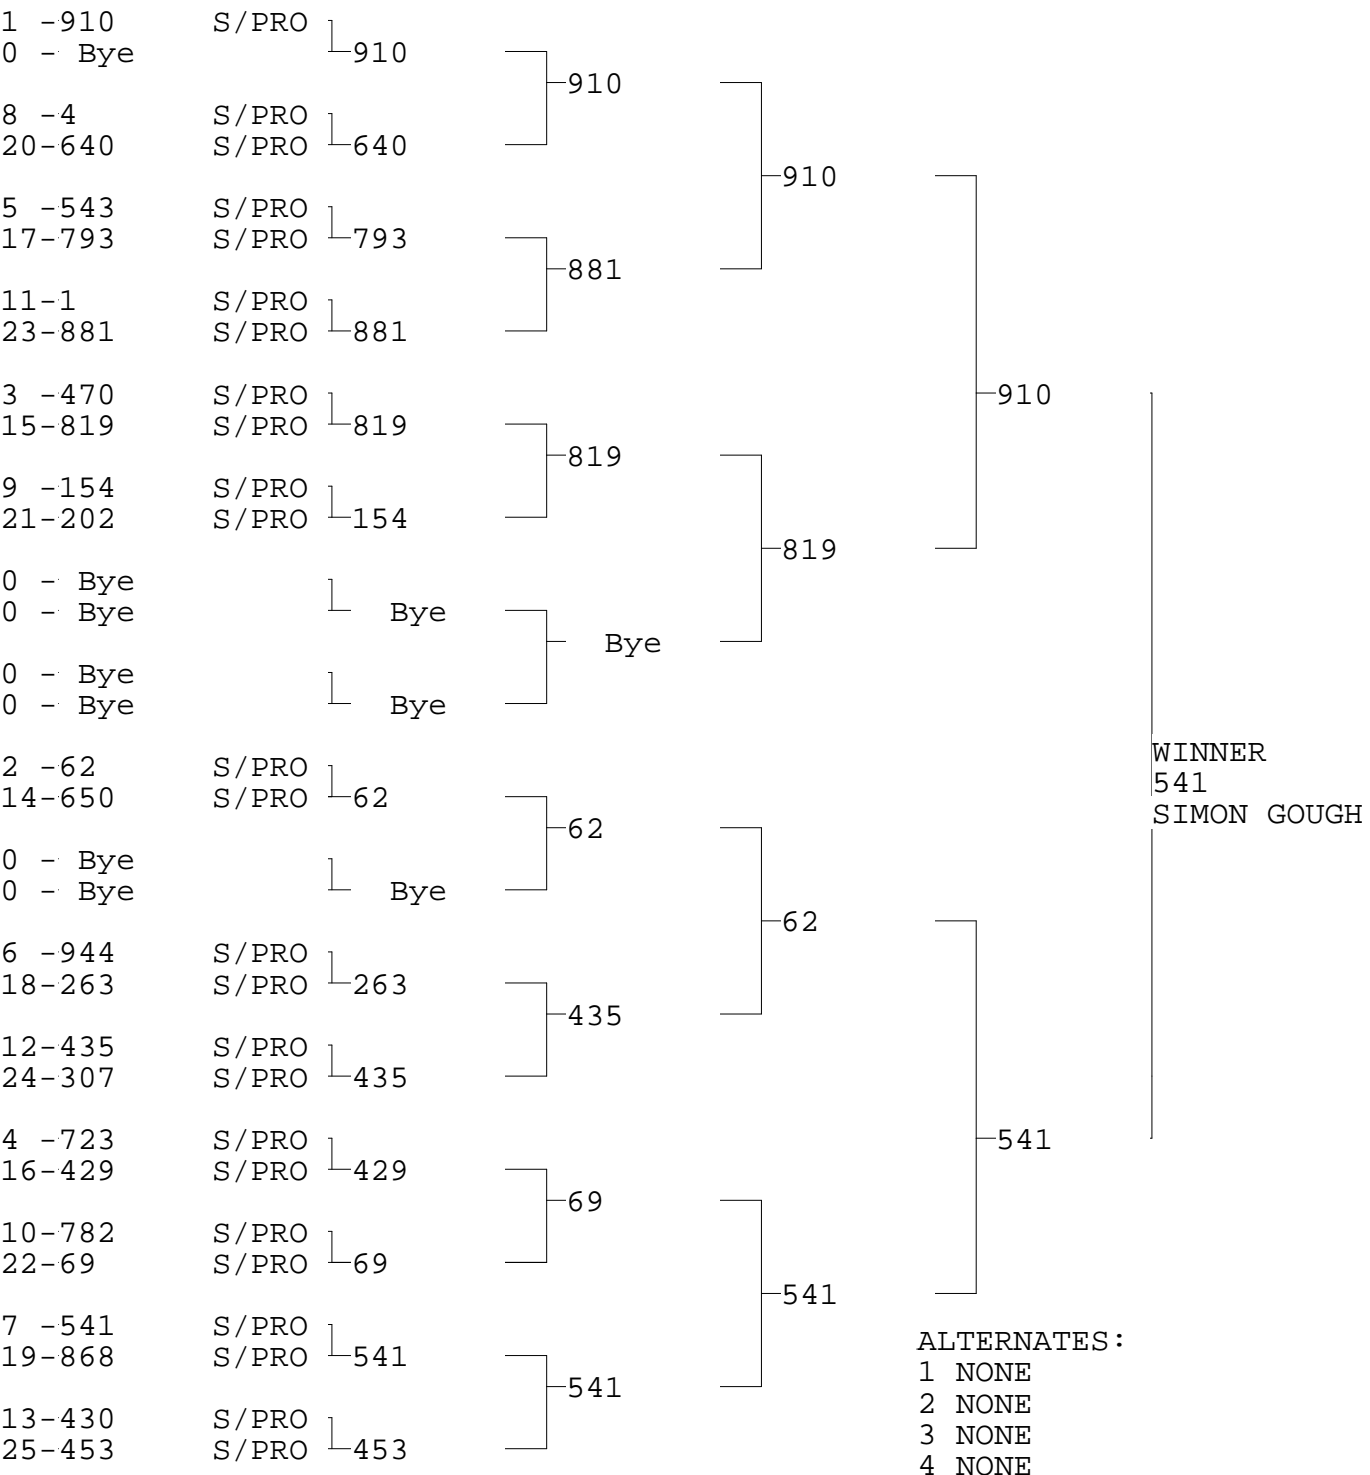 1 -910 S/PRO
0 - Bye 910
910
8 -4 S/PRO
20-640 S/PRO 640
910
5 -543 S/PRO
17-793 S/PRO 793
881
11-1 S/PRO
23-881 S/PRO 881
3 -470 S/PRO 910
15-819 S/PRO 819
819
9 -154 S/PRO
21-202 S/PRO 154
819
0 - Bye
0 - Bye Bye
Bye
0 - Bye
0 - Bye Bye
WINNER
2 -62 S/PRO
541
14-650 S/PRO 62
SIMON GOUGH
62
0 - Bye
0 - Bye Bye
62
6 -944 S/PRO
18-263 S/PRO 263
435
12-435 S/PRO
24-307 S/PRO 435
4 -723 S/PRO 541
16-429 S/PRO 429
69
10-782 S/PRO
22-69 S/PRO 69
541
7 -541 S/PRO
ALTERNATES:
19-868 S/PRO 541
1 NONE
541
2 NONE
13-430 S/PRO
3 NONE
25-453 S/PRO 453
4 NONE